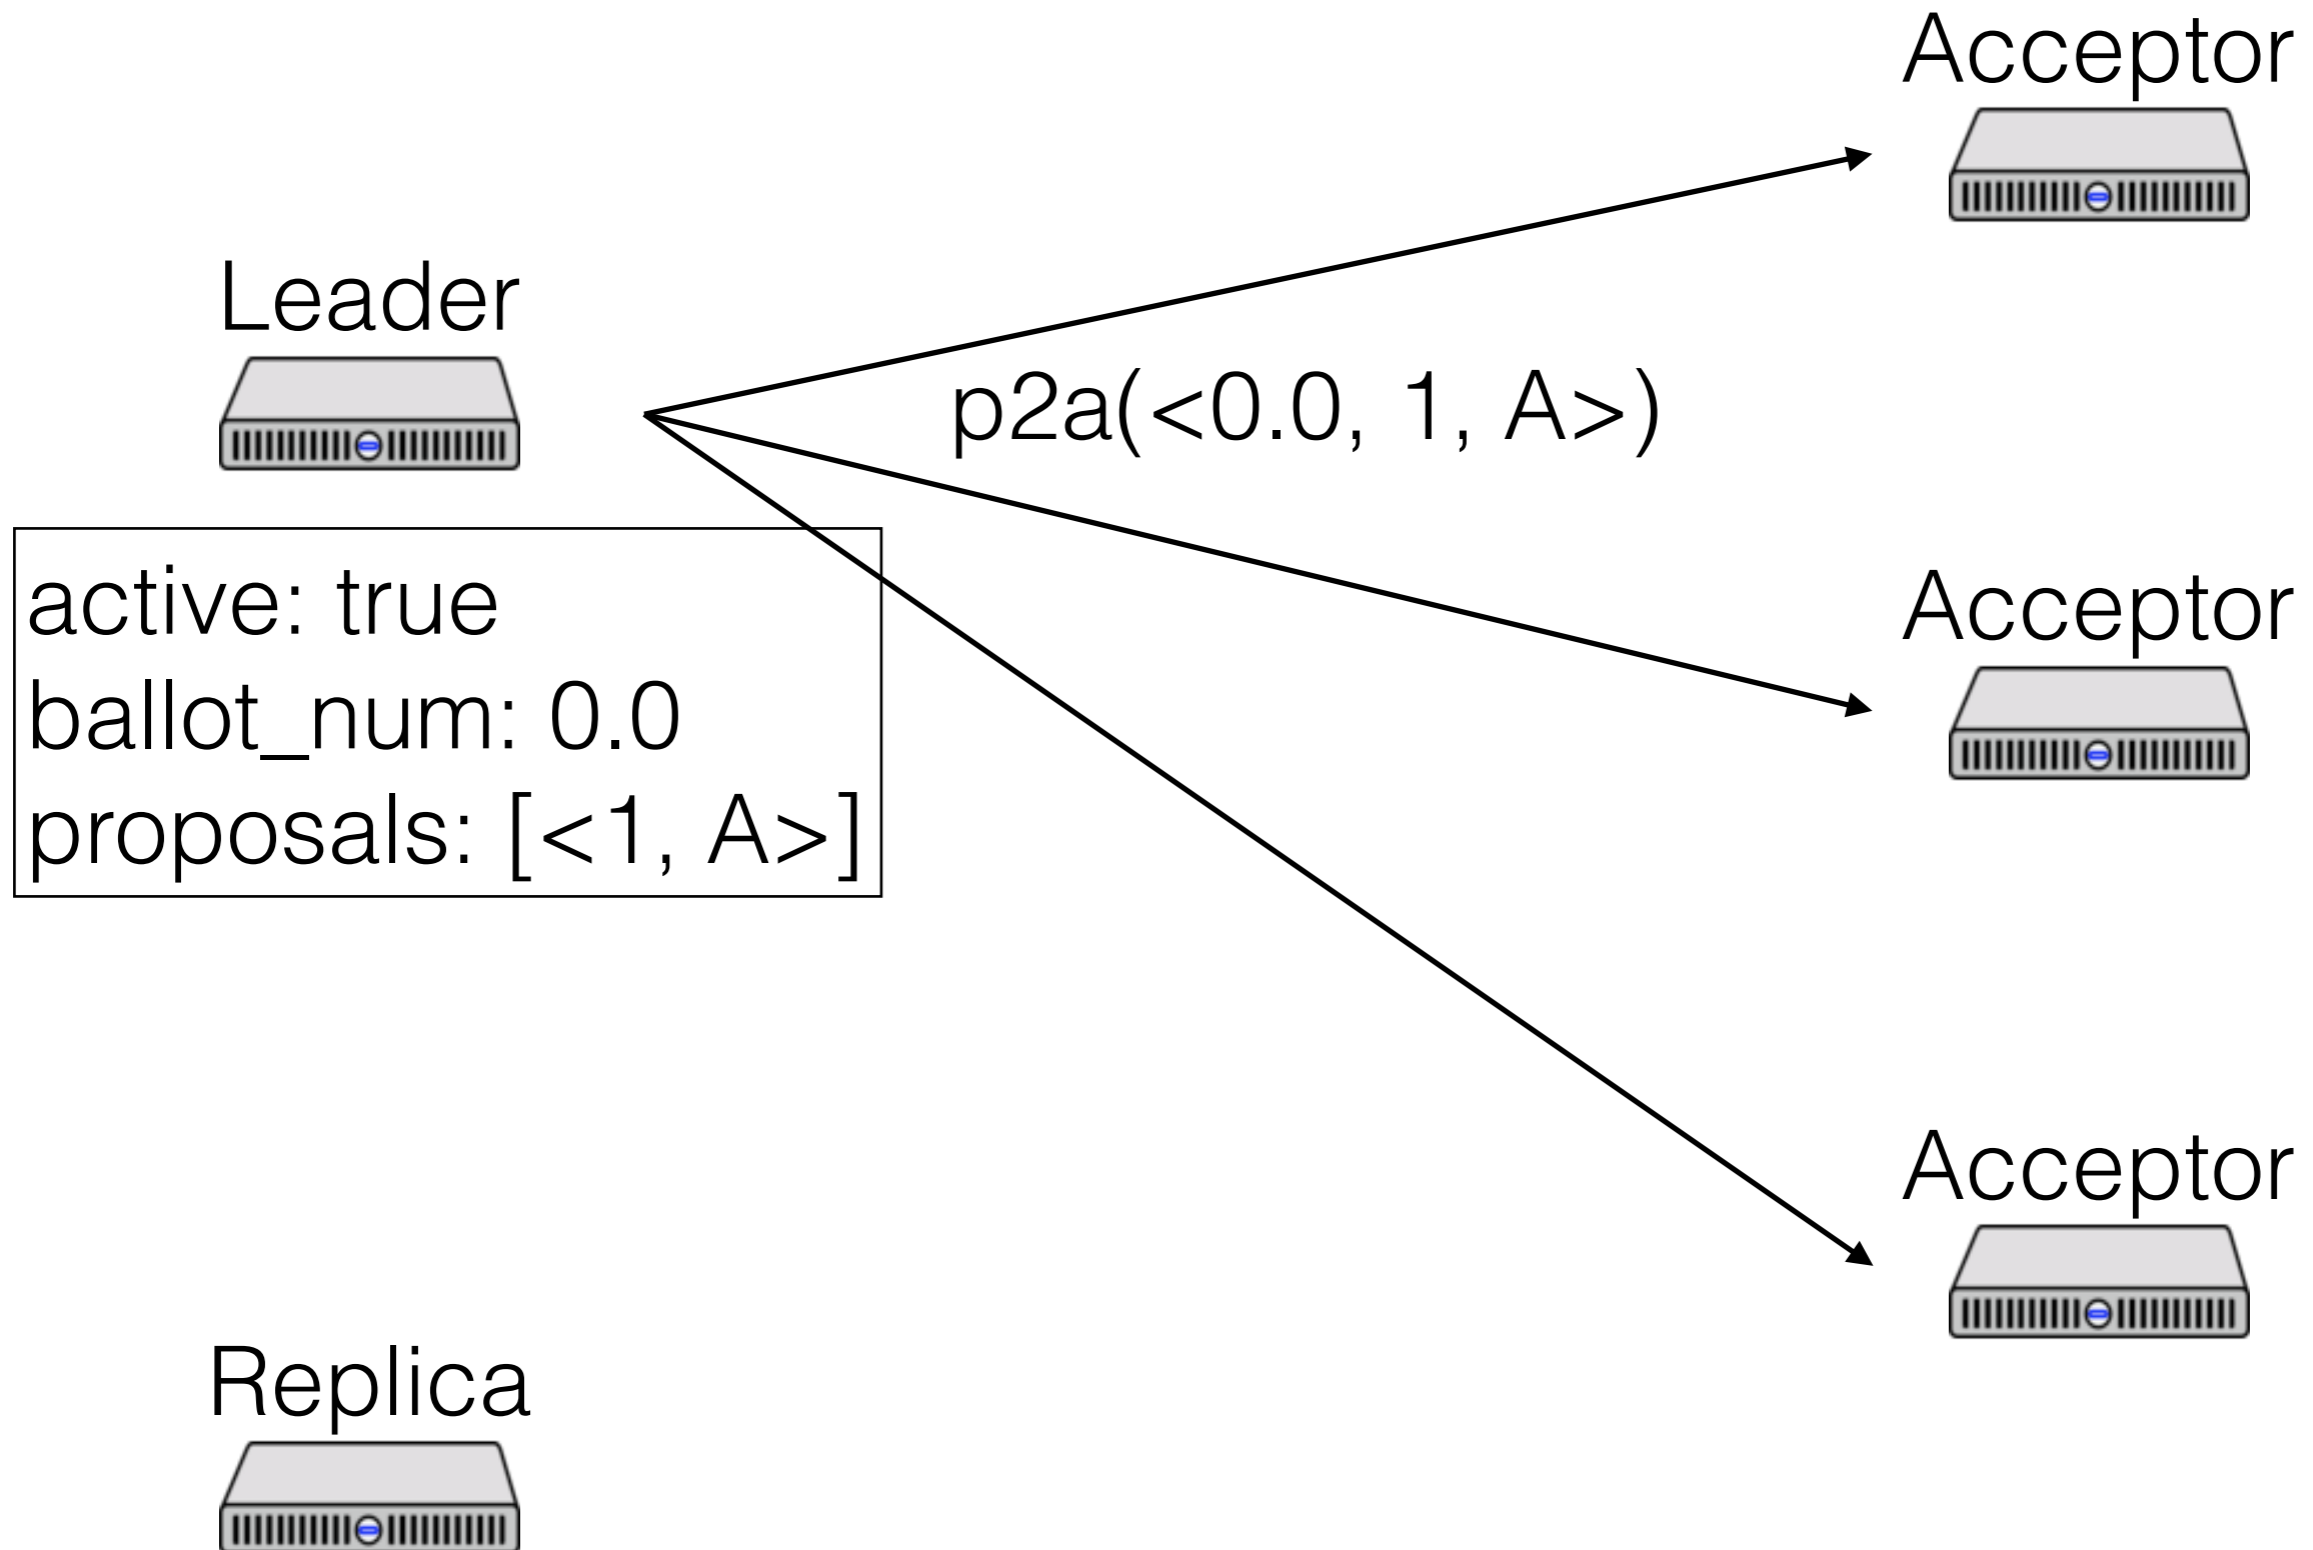 Acceptor
Leader
p2a(<0.0, 1, A>)
active: true
ballot_num: 0.0
proposals: [<1, A>]
Acceptor
Acceptor
Replica